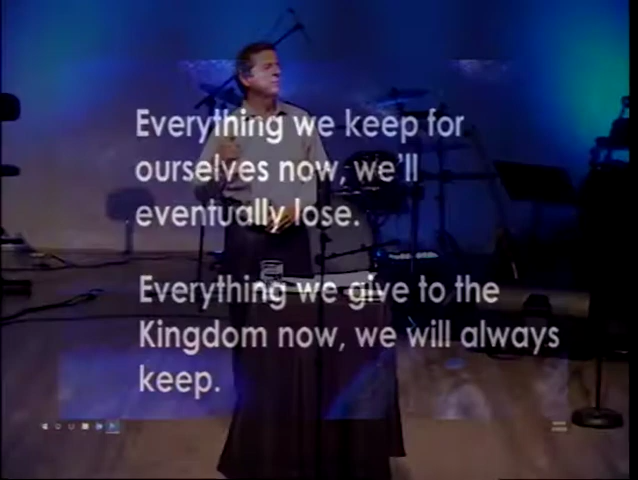 Everything we keep for
ourselves now, we'll
eventually lose.
Everything we give to the
Kingdom now, we will always
keep.